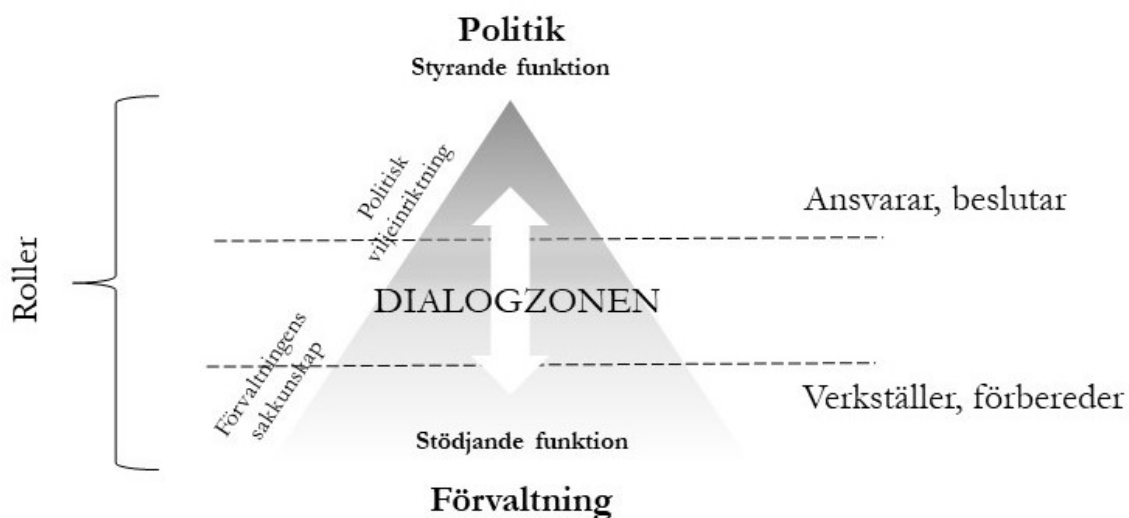 Politik
Styrande funktion
Politisk
viljeinriktning
Ansvarar, beslutar
Roller
DIALOGZONEN
Förvaltningens
sakkunskap
Verkställer, förbereder
Stödjande funktion
Förvaltning